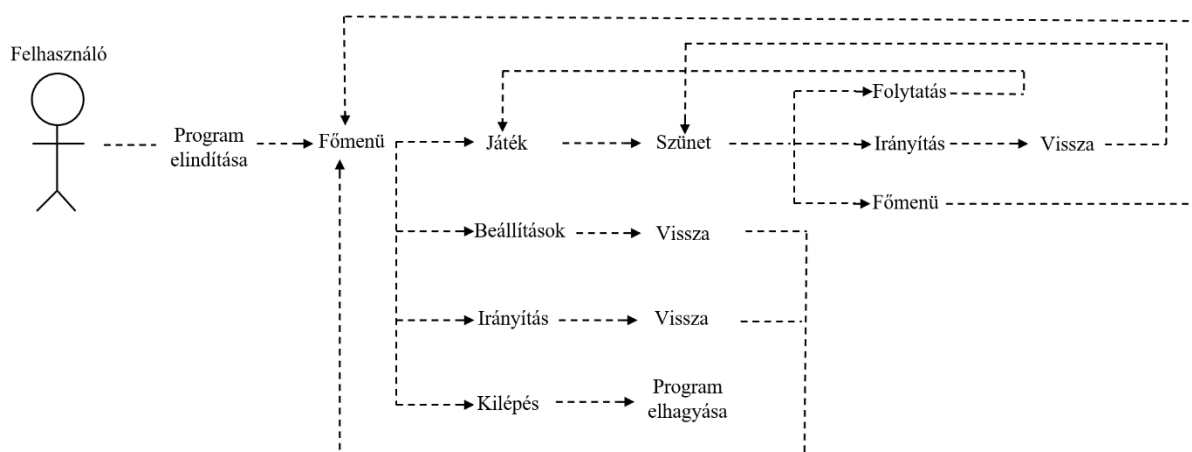 Felhasználó
Program
elindítása
Főmenü
Játék
Szünet
Folytatás
Irányítás
Vissza
Főmenü
Beállítások
Vissza
Irányítás
Vissza
Kilépés
Program
elhagyása